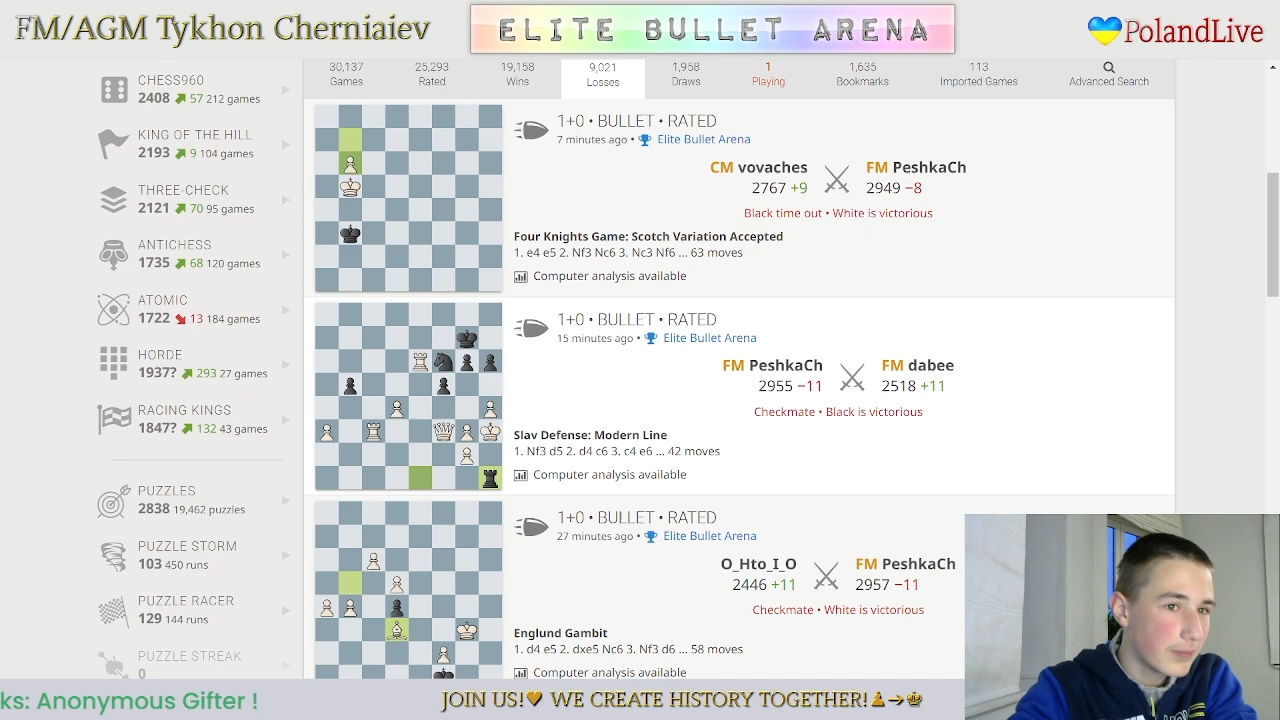 FM/AGM Tykhon Cherniaiev
ELITE BULLET ARENA
PolandLive
30,137
Games
25,293
Rated
19,158
Wins
9,021
Losses
1,958
Draws
1
Playing
1,635
Bookmarks
113
Imported Games
Advanced Search
CHESS960
2408 57 212 games
KING OF THE HILL
2193 9 104 games
THREE-CHECK
2121 70 95 games
ANTICHESS
1735 68 120 games
ATOMIC
1722 13 184 games
HORDE
1937? 293 27 games
RACING KINGS
1847? 132 43 games
PUZZLES
2838 19,462 puzzles
PUZZLE STORM
103 450 runs
PUZZLE RACER
129 144 runs
PUZZLE STREAK
0
1+0 • BULLET • RATED
7 minutes ago • Elite Bullet Arena
CM vovaches
2767 +9
FM PeshkaCh
2949 −8
Black time out • White is victorious
Four Knights Game: Scotch Variation Accepted
1. e4 e5 2. Nf3 Nc6 3. Nc3 Nf6 ... 63 moves
Computer analysis available
1+0 • BULLET • RATED
15 minutes ago • Elite Bullet Arena
FM PeshkaCh
2955 −11
FM dabee
2518 +11
Checkmate • Black is victorious
Slav Defense: Modern Line
1. Nf3 d5 2. d4 c6 3. c4 e6 ... 42 moves
Computer analysis available
1+0 • BULLET • RATED
27 minutes ago • Elite Bullet Arena
O_Hto_I_O
2446 +11
FM PeshkaCh
2957 −11
Checkmate • White is victorious
Englund Gambit
1. d4 e5 2. dxe5 Nc6 3. Nf3 d6 ... 58 moves
Computer analysis available
ks: Anonymous Gifter !
JOIN US!♥ WE CREATE HISTORY TOGETHER!♟→♚